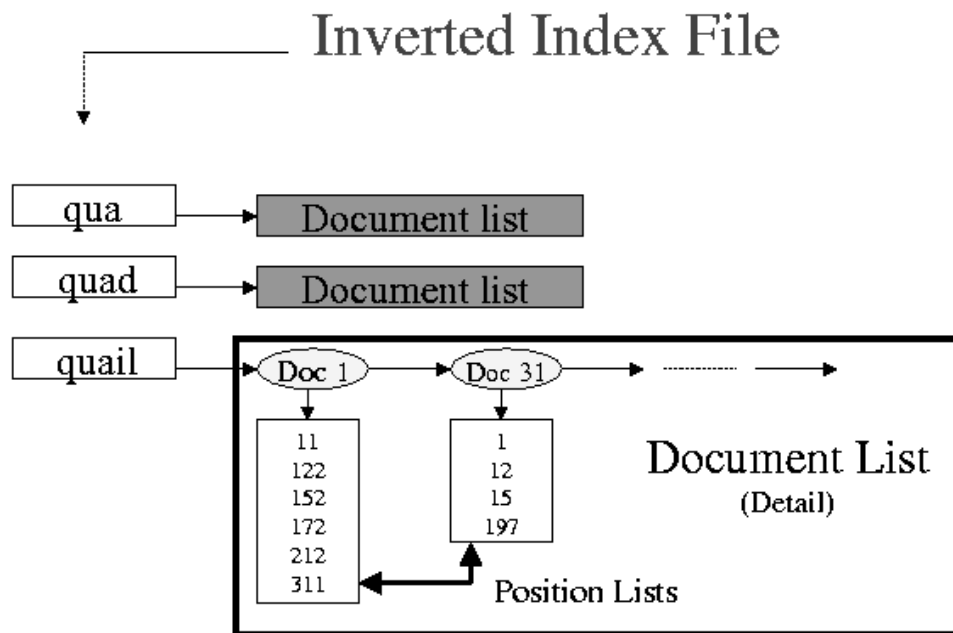 Inverted Index File
qua
Document list
quad
Document list
quail
Doc 1
Doc 31
11
122
152
172
212
311
1
12
15
197
Document List
(Detail)
Position Lists